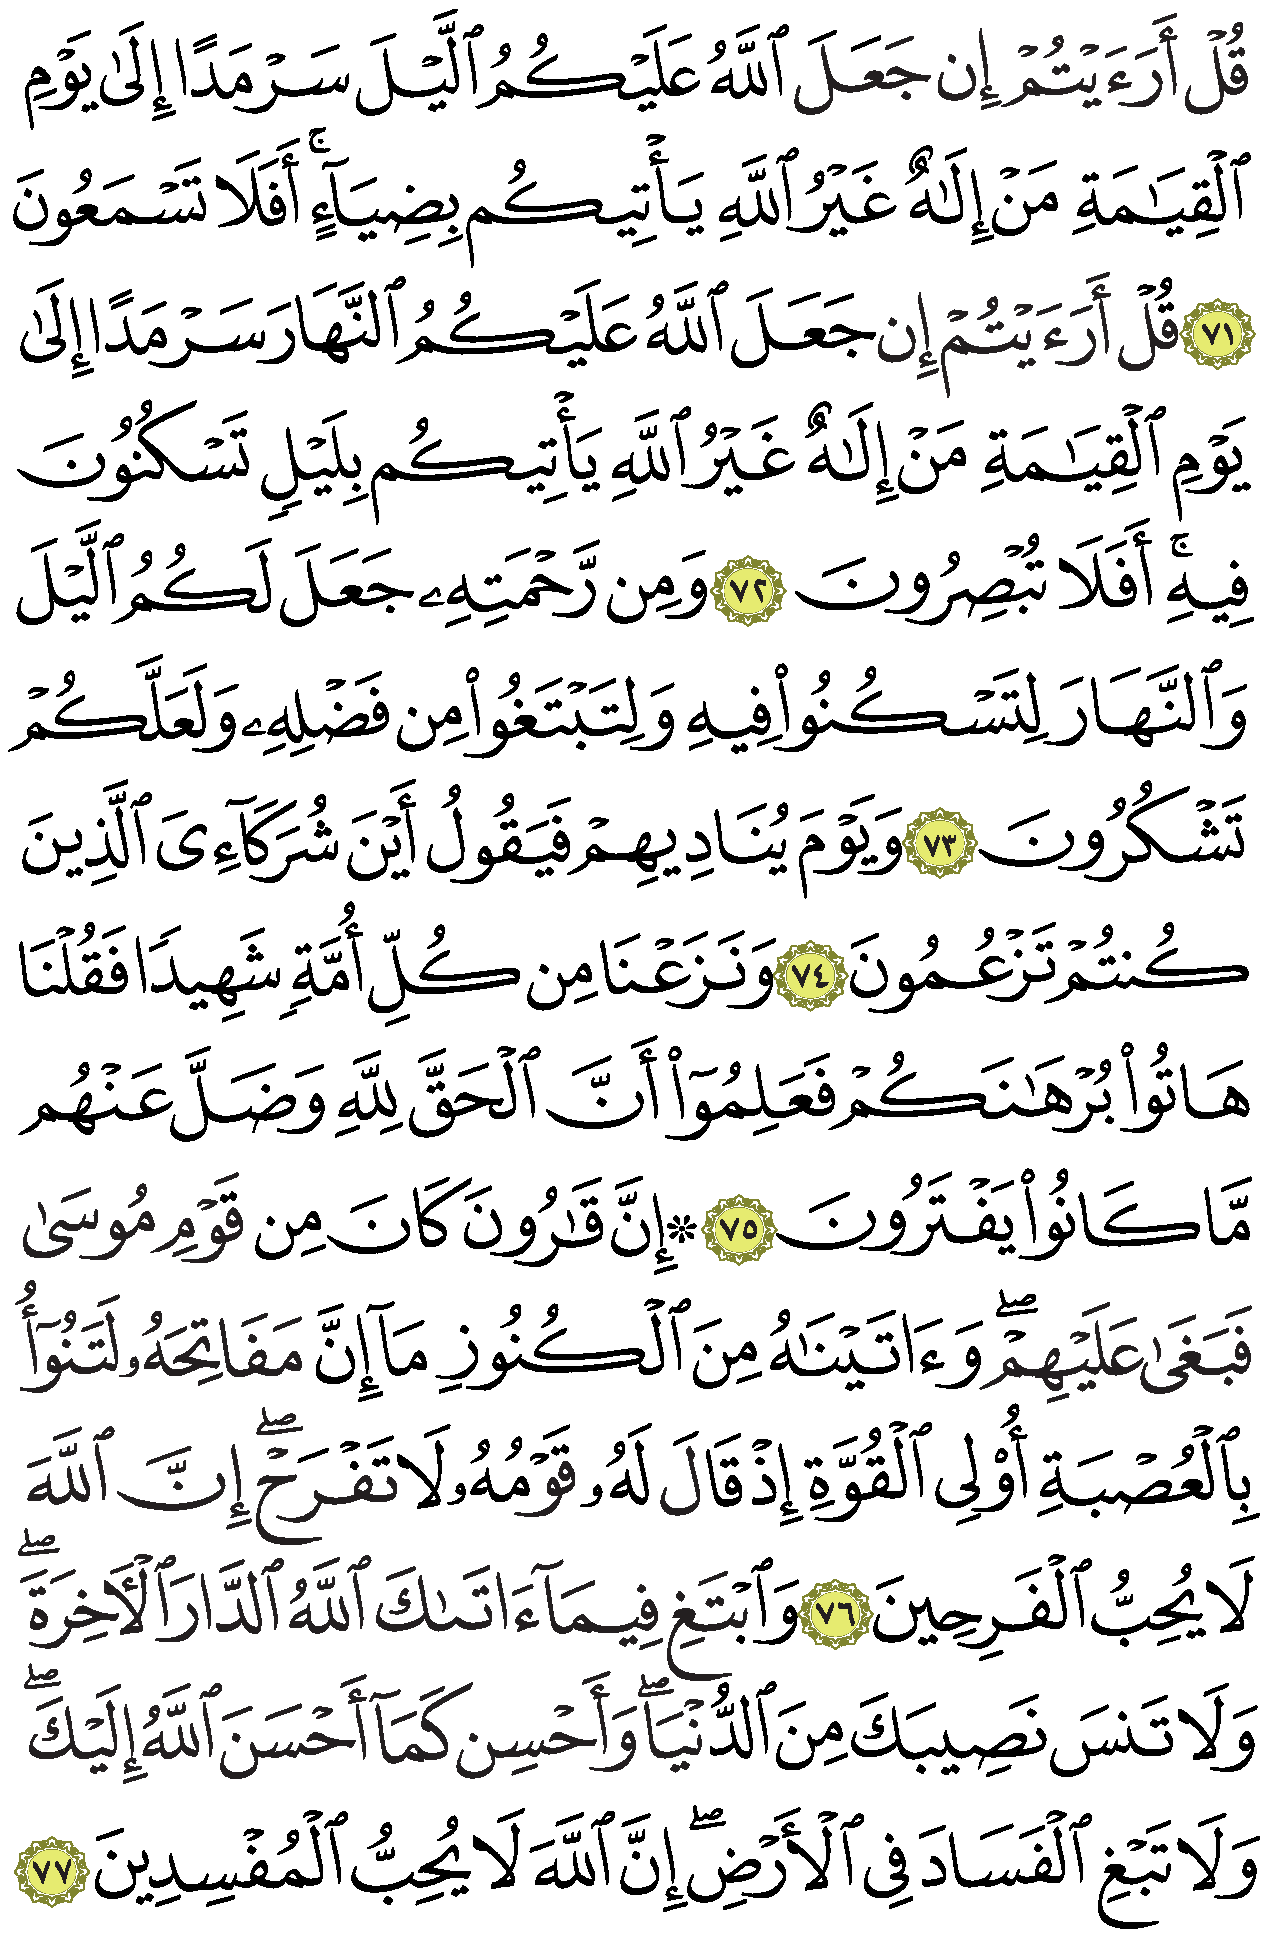 قُلۡ أَرَءَيۡتُمۡ إِن جَعَلَ ٱللَّهُ عَلَيۡكُمُ ٱلَّيۡلَ سَرۡمَدًا إِلَىٰ يَوۡمِ
ٱلۡقِيَٰمَةِ مَنۡ إِلَٰهٌ غَيۡرُ ٱللَّهِ يَأۡتِيكُم بِضِيَآءٍۚ أَفَلَا تَسۡمَعُونَ
٧١ قُلۡ أَرَءَيۡتُمۡ إِن جَعَلَ ٱللَّهُ عَلَيۡكُمُ ٱلنَّهَارَ سَرۡمَدًا إِلَىٰ
يَوۡمِ ٱلۡقِيَٰمَةِ مَنۡ إِلَٰهٌ غَيۡرُ ٱللَّهِ يَأۡتِيكُم بِلَيۡلٖ تَسۡكُنُونَ
فِيهِۚ أَفَلَا تُبۡصِرُونَ ٧٢ وَمِن رَّحۡمَتِهِۦ جَعَلَ لَكُمُ ٱلَّيۡلَ
وَٱلنَّهَارَ لِتَسۡكُنُواْ فِيهِ وَلِتَبۡتَغُواْ مِن فَضۡلِهِۦ وَلَعَلَّكُمۡ
تَشۡكُرُونَ ٧٣ وَيَوۡمَ يُنَادِيهِمۡ فَيَقُولُ أَيۡنَ شُرَكَآءِيَ ٱلَّذِينَ
كُنتُمۡ تَزۡعُمُونَ ٧٤ وَنَزَعۡنَا مِن كُلِّ أُمَّةٖ شَهِيدٗا فَقُلۡنَا
هَاتُواْ بُرۡهَٰنَكُمۡ فَعَلِمُوٓاْ أَنَّ ٱلۡحَقَّ لِلَّهِ وَضَلَّ عَنۡهُم
مَّا كَانُواْ يَفۡتَرُونَ ٧٥ ۞ إِنَّ قَٰرُونَ كَانَ مِن قَوۡمِ مُوسَىٰ
فَبَغَىٰ عَلَيۡهِمۡۖ وَءَاتَيۡنَٰهُ مِنَ ٱلۡكُنُوزِ مَآ إِنَّ مَفَاتِحَهُۥ لَتَنُوٓأُ
بِٱلۡعُصۡبَةِ أُوْلِي ٱلۡقُوَّةِ إِذۡ قَالَ لَهُۥ قَوۡمُهُۥ لَا تَفۡرَحۡۖ إِنَّ ٱللَّهَ
لَا يُحِبُّ ٱلۡفَرِحِينَ ٧٦ وَٱبۡتَغِ فِيمَآ ءَاتَىٰكَ ٱللَّهُ ٱلدَّارَ ٱلۡأٓخِرَةَۖ
وَلَا تَنسَ نَصِيبَكَ مِنَ ٱلدُّنۡيَاۖ وَأَحۡسِن كَمَآ أَحۡسَنَ ٱللَّهُ إِلَيۡكَۖ
وَلَا تَبۡغِ ٱلۡفَسَادَ فِي ٱلۡأَرۡضِۖ إِنَّ ٱللَّهَ لَا يُحِبُّ ٱلۡمُفۡسِدِينَ ٧٧